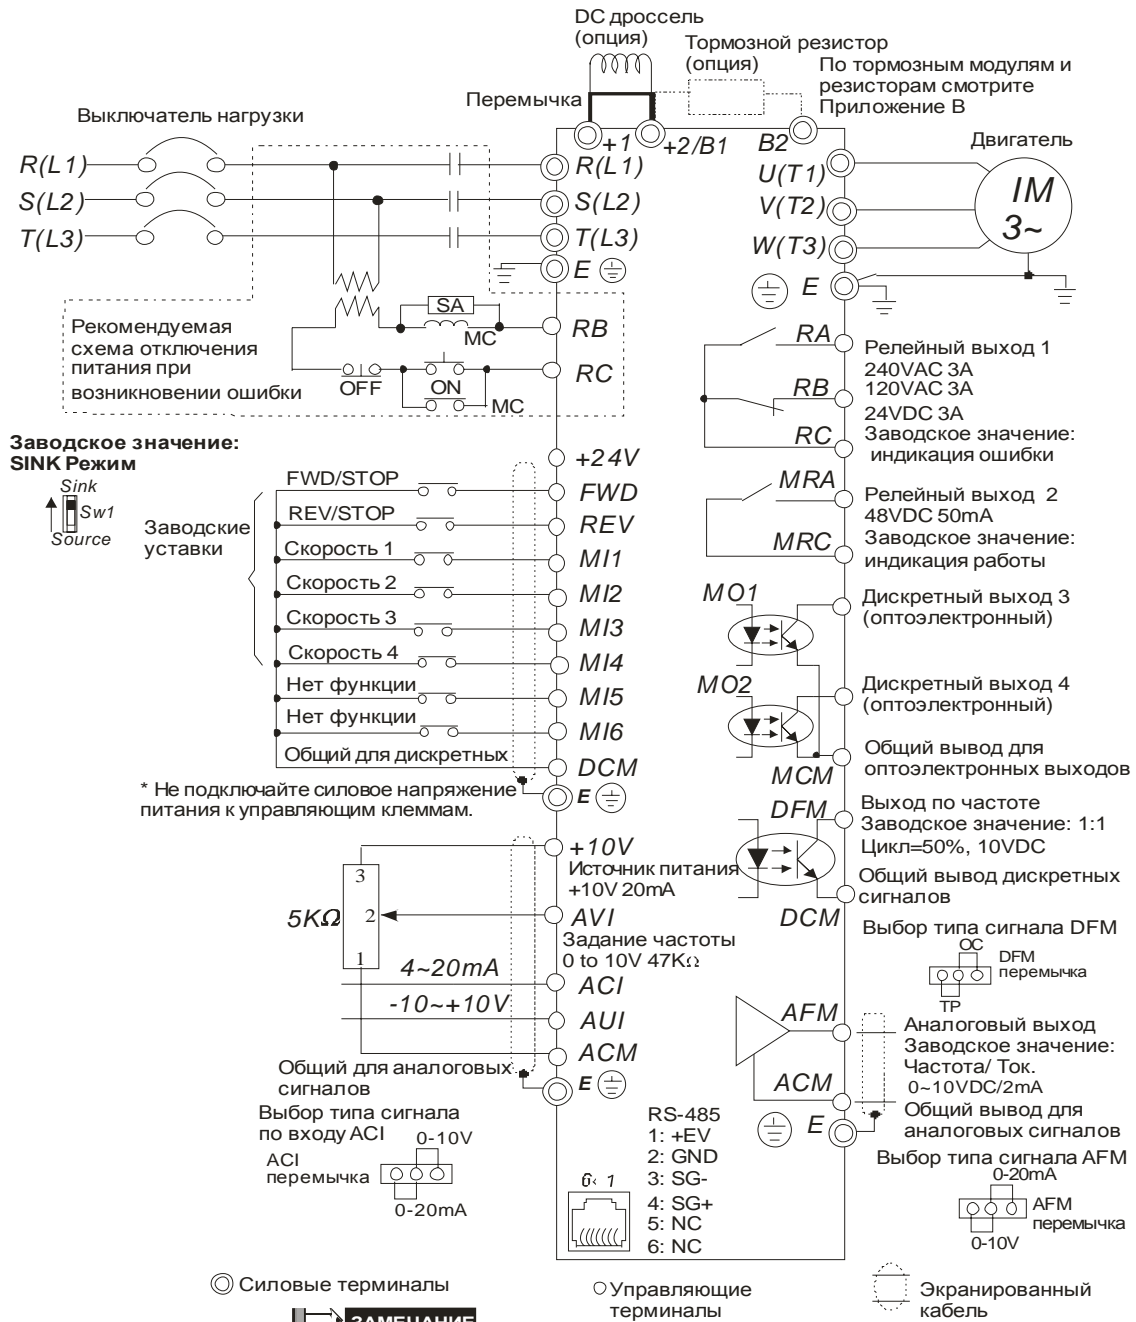 DC дроссель
(опция)
Тормозной резистор
(опция)
По тормозным модулям и
резисторам смотрите
Приложение B
Перемычка
Выключатель нагрузки
+1
+2/B1
B2
Двигатель
R(L1)
S(L2)
T(L3)
R(L1)
S(L2)
T(L3)
E
U(T1)
V(T2)
W(T3)
E
IM
3~
Рекомендуемая
схема отключения
питания при
возникновении ошибки
SA
MC
OFF
ON
MC
RB
RC
RA
RB
RC
Релейный выход 1
240VAC 3A
120VAC 3A
24VDC 3A
Заводское значение:
индикация ошибки
MRA
MRC
Релейный выход 2
48VDC 50mA
Заводское значение:
индикация работы
Заводское значение:
SINK Режим
Sink
Sw1
Source
Заводские
уставки
FWD/STOP
REV/STOP
Скорость 1
Скорость 2
Скорость 3
Скорость 4
Нет функции
Нет функции
Общий для дискретных
+24V
FWD
REV
MI1
MI2
MI3
MI4
MI5
MI6
DCM
E
* Не подключайте силовое напряжение
питания к управляющим клеммам.
MO1
Дискретный выход 3
(оптоэлектронный)
MO2
Дискретный выход 4
(оптоэлектронный)
MCM
Общий вывод для
оптоэлектронных выходов
DFM
Выход по частоте
Заводское значение: 1:1
Цикл=50%, 10VDC
DCM
Общий вывод дискретных
сигналов
Выбор типа сигнала DFM
OC
DFM
перемычка
TP
+10V
Источник питания
+10V 20mA
3
5KΩ
2
1
AVI
Задание частоты
0 to 10V 47KΩ
4~20mA
ACI
-10~+10V
AUI
ACM
Общий для аналоговых
сигналов
E
AFM
ACM
E
Аналоговый выход
Заводское значение:
Частота/ Ток.
0~10VDC/2mA
Общий вывод для
аналоговых сигналов
Выбор типа сигнала
по входу ACI
0-10V
ACI
перемычка
0-20mA
RS-485
1: +EV
2: GND
3: SG-
4: SG+
5: NC
6: NC
6‹ 1
Выбор типа сигнала AFM
0-20mA
AFM
перемычка
0-10V
Силовые терминалы
Управляющие
терминалы
Экранированный
кабель
ЗАМЕЧАНИЕ